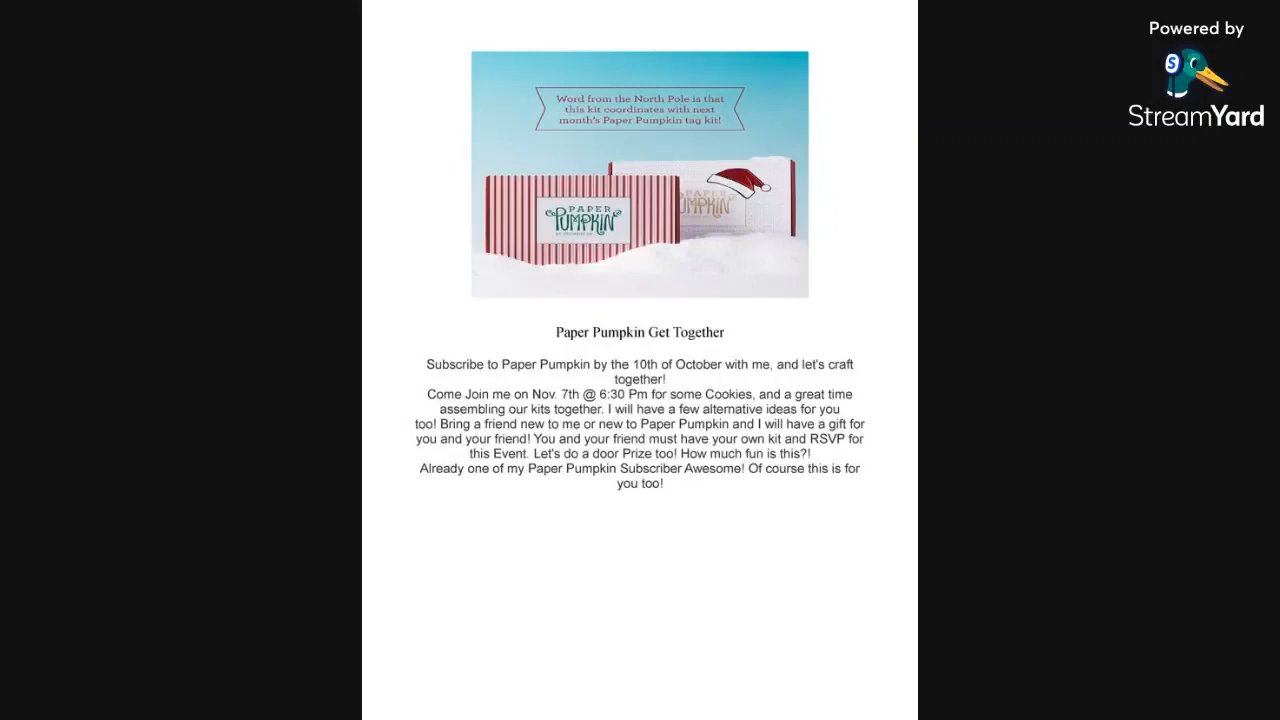 Powered by
StreamYard
Word from the North Pole is that
this kit coordinates with next
month's Paper Pumpkin tag kit!
PAPER
PUMPKIN
PAPER
PUMPKIN
Paper Pumpkin Get Together
Subscribe to Paper Pumpkin by the 10th of October with me, and let's craft
together!
Come Join me on Nov. 7th @ 6:30 Pm for some Cookies, and a great time
assembling our kits together. I will have a few alternative ideas for you
too! Bring a friend new to me or new to Paper Pumpkin and I will have a gift for
you and your friend! You and your friend must have your own kit and RSVP for
this Event. Let's do a door Prize too! How much fun is this?!
Already one of my Paper Pumpkin Subscriber Awesome! Of course this is for
you too!